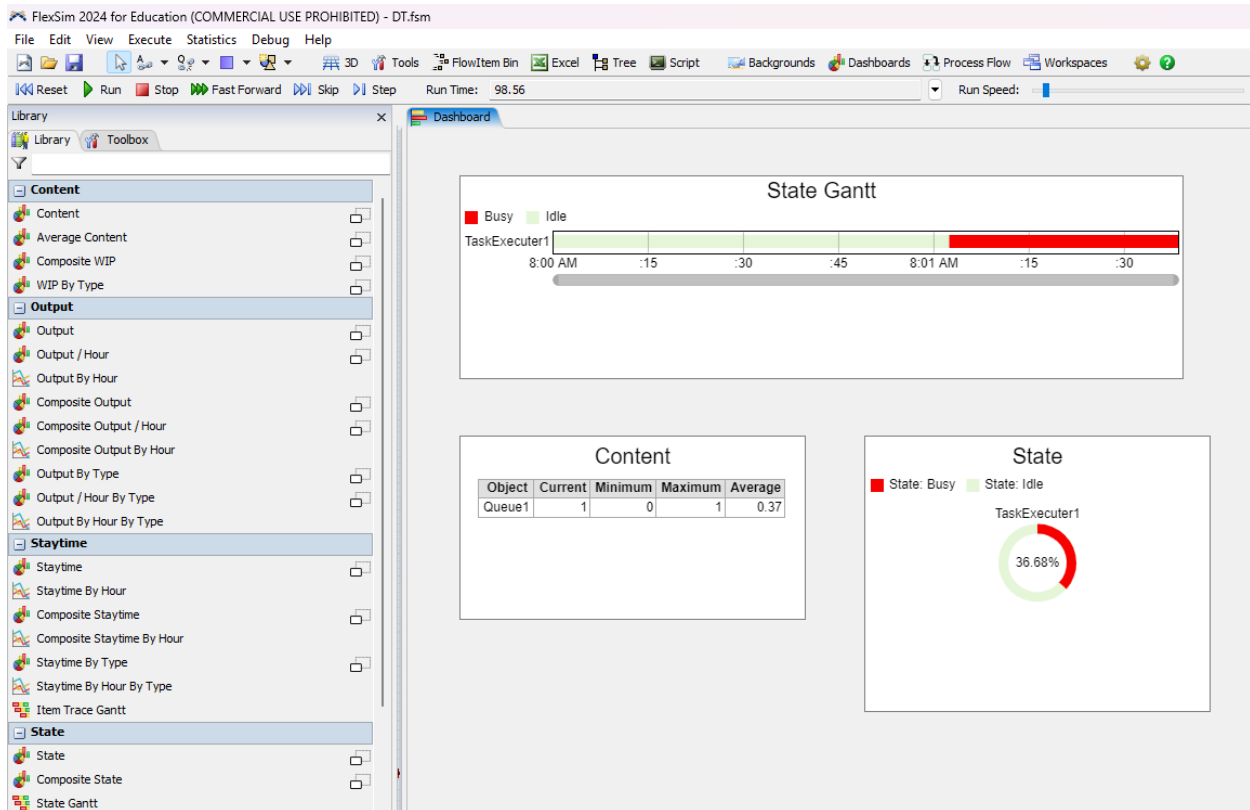 FlexSim 2024 for Education (COMMERCIAL USE PROHIBITED) - DT.fsm
File Edit View Execute Statistics Debug Help
3D Tools FlowItem Bin Excel Tree Script Backgrounds Dashboards Process Flow Workspaces
Reset Run Stop Fast Forward Skip Step Run Time: 98.56 Run Speed:
Library
Library Toolbox
Content
Content
Average Content
Composite WIP
WIP By Type
Output
Output
Output / Hour
Output By Hour
Composite Output
Composite Output / Hour
Composite Output By Hour
Output By Type
Output / Hour By Type
Output By Hour By Type
Staytime
Staytime
Staytime By Hour
Composite Staytime
Composite Staytime By Hour
Staytime By Type
Staytime By Hour By Type
Item Trace Gantt
State
State
Composite State
State Gantt
Dashboard
State Gantt
Busy Idle
TaskExecuter1
8:00 AM :15 :30 :45 8:01 AM :15 :30
Content
Object Current Minimum Maximum Average
Queue1 1 0 1 0.37
State
State: Busy State: Idle
TaskExecuter1
36.68%